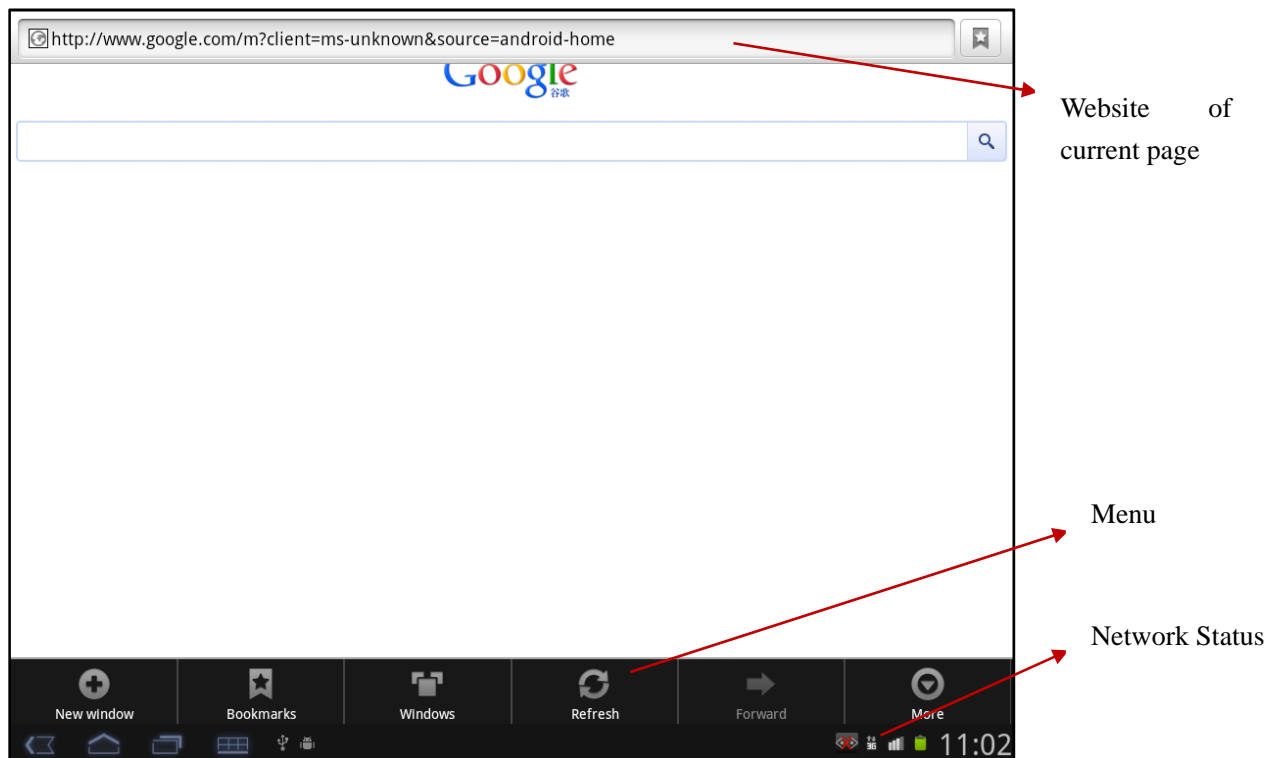 http://www.google.com/m?client=ms-unknown&source=android-home
Google
谷歌
Website of
current page
Menu
Network Status
New window
Bookmarks
Windows
Refresh
Forward
More
3G
11:02